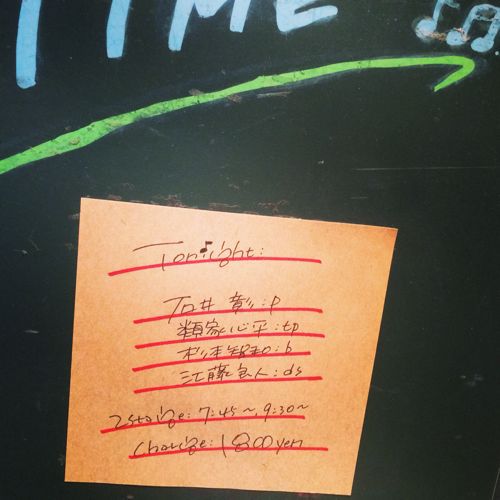 TIME
Tonight:
石井 彰:p
類家心平:tp
杉本智和:b
江藤良人:ds
2stage: 7:45~, 9:30~
charge: 1800yen